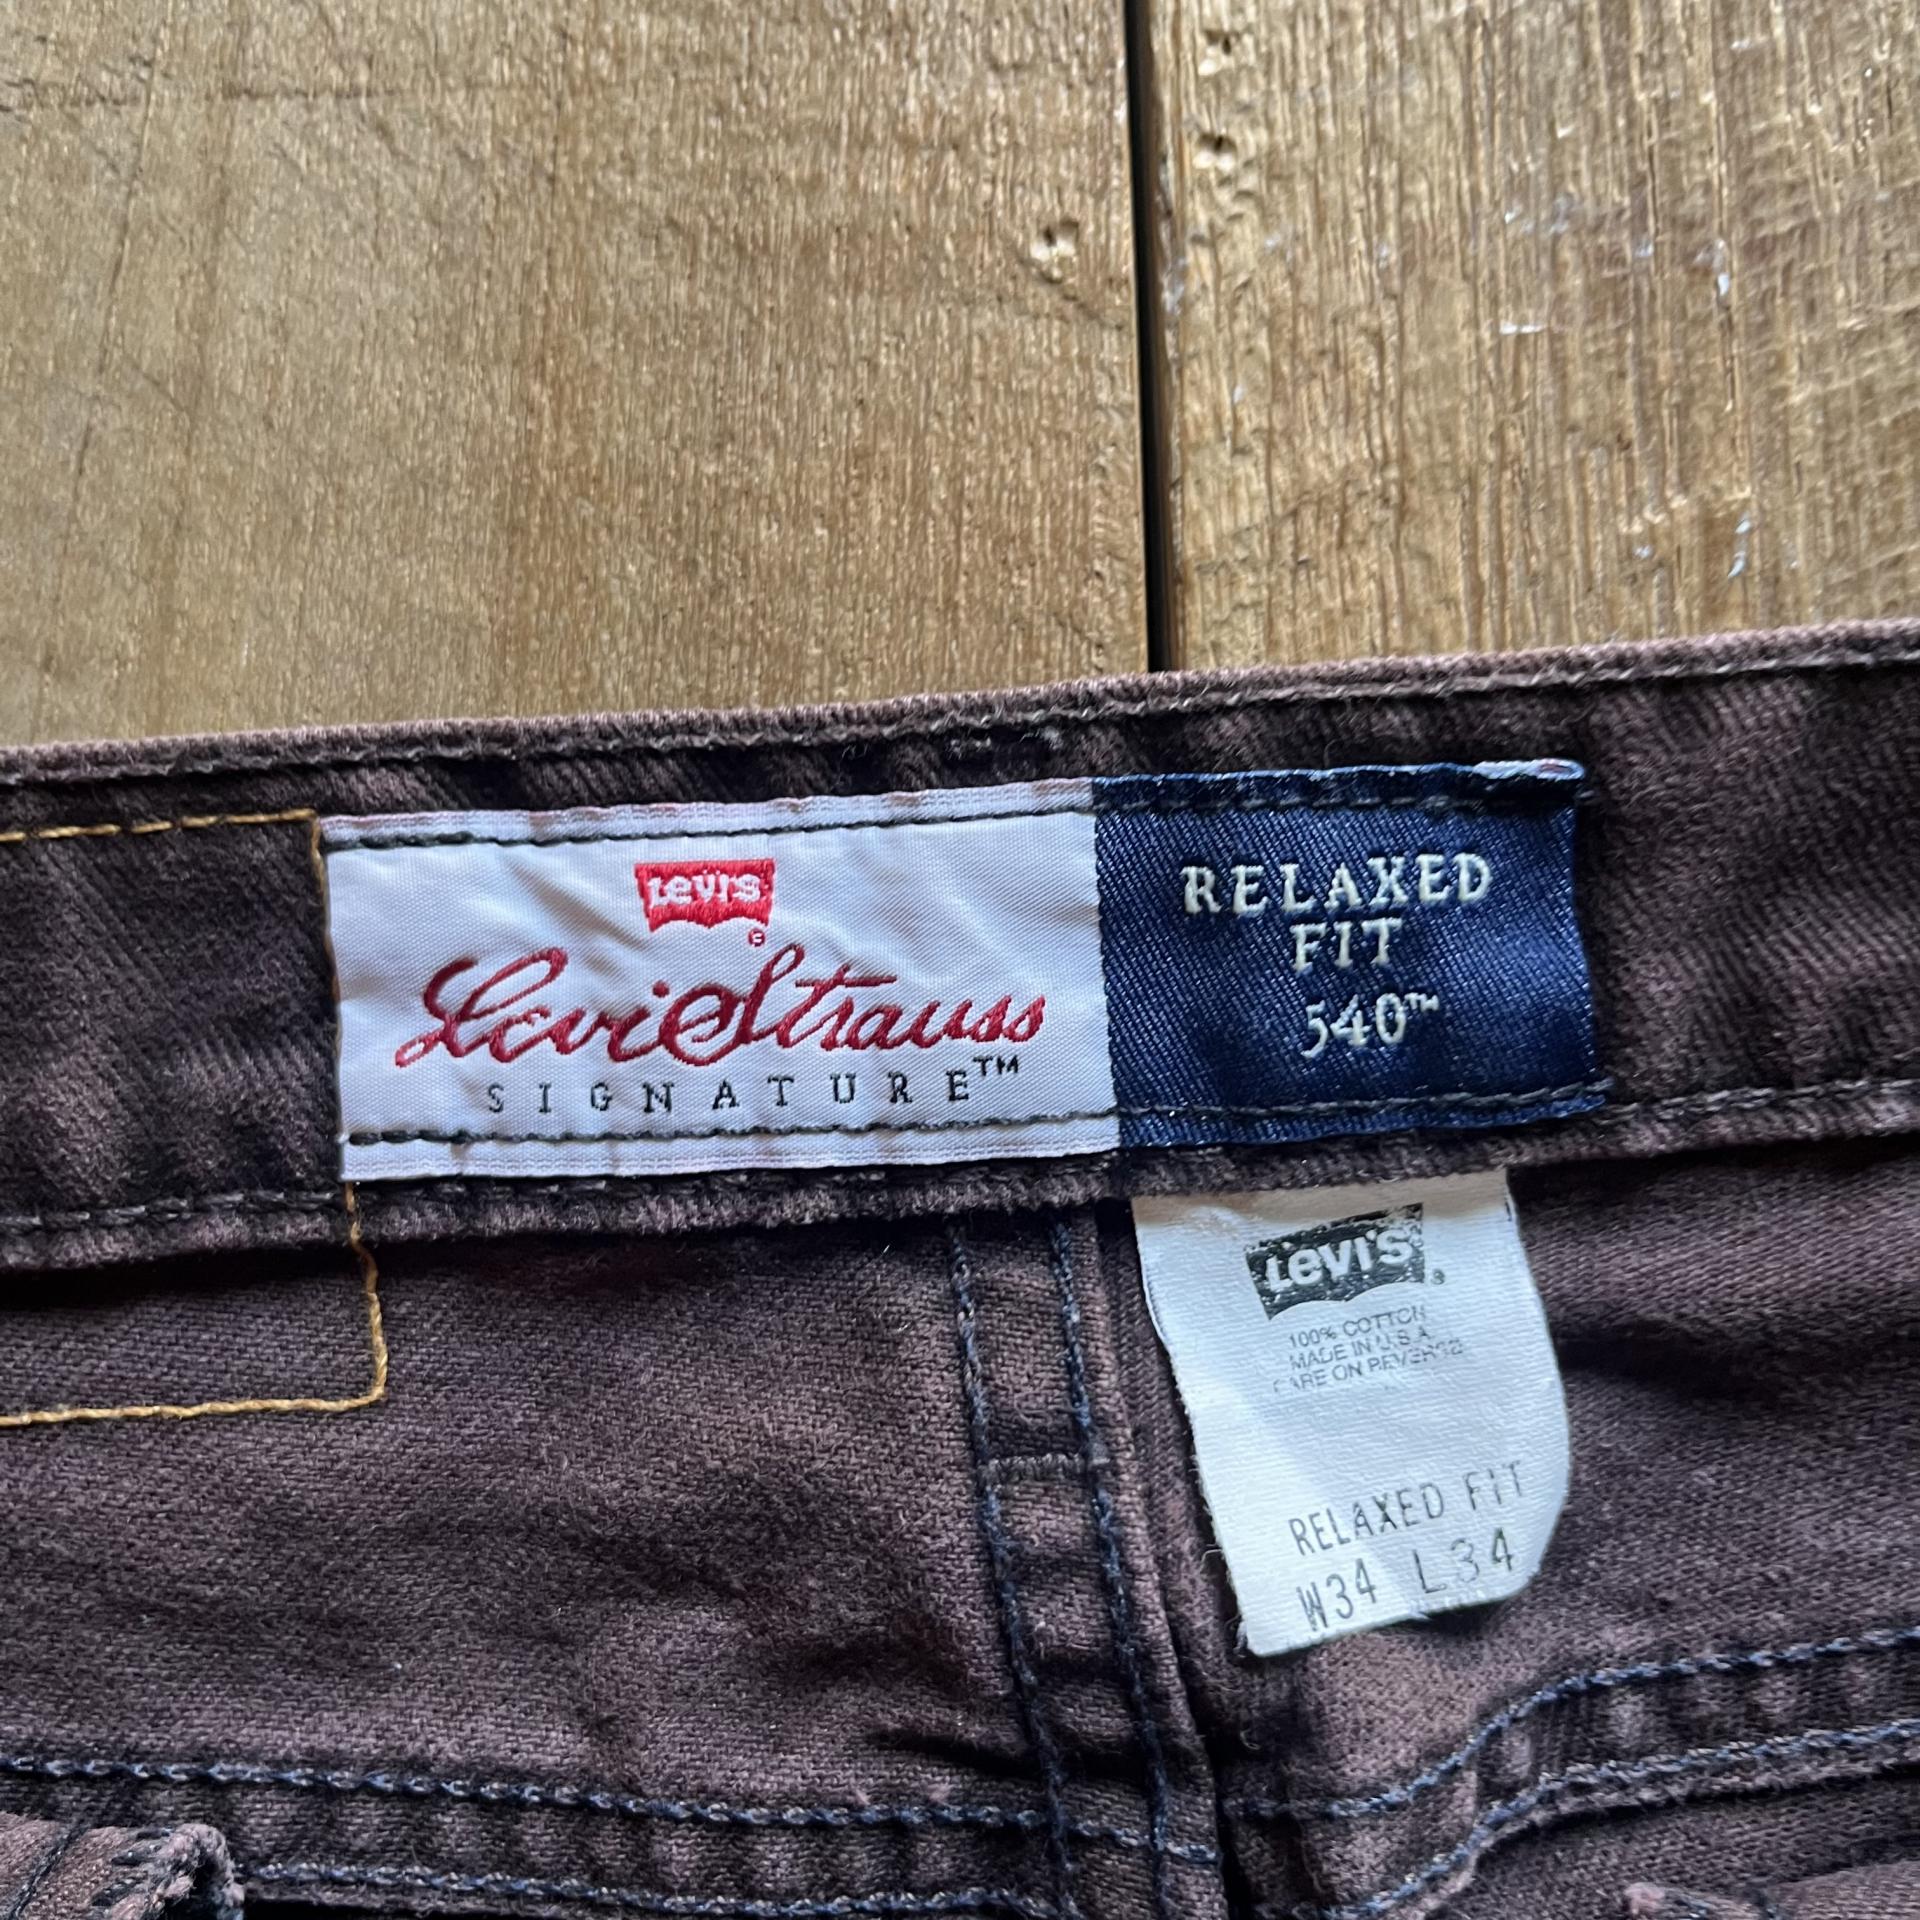 LEVI'S
Levi Strauss
SIGNATURE™
RELAXED
FIT
540™
LEVI'S
100% COTTON
MADE IN U.S.A.
CARE ON REVERSE
RELAXED FIT
W34 L34